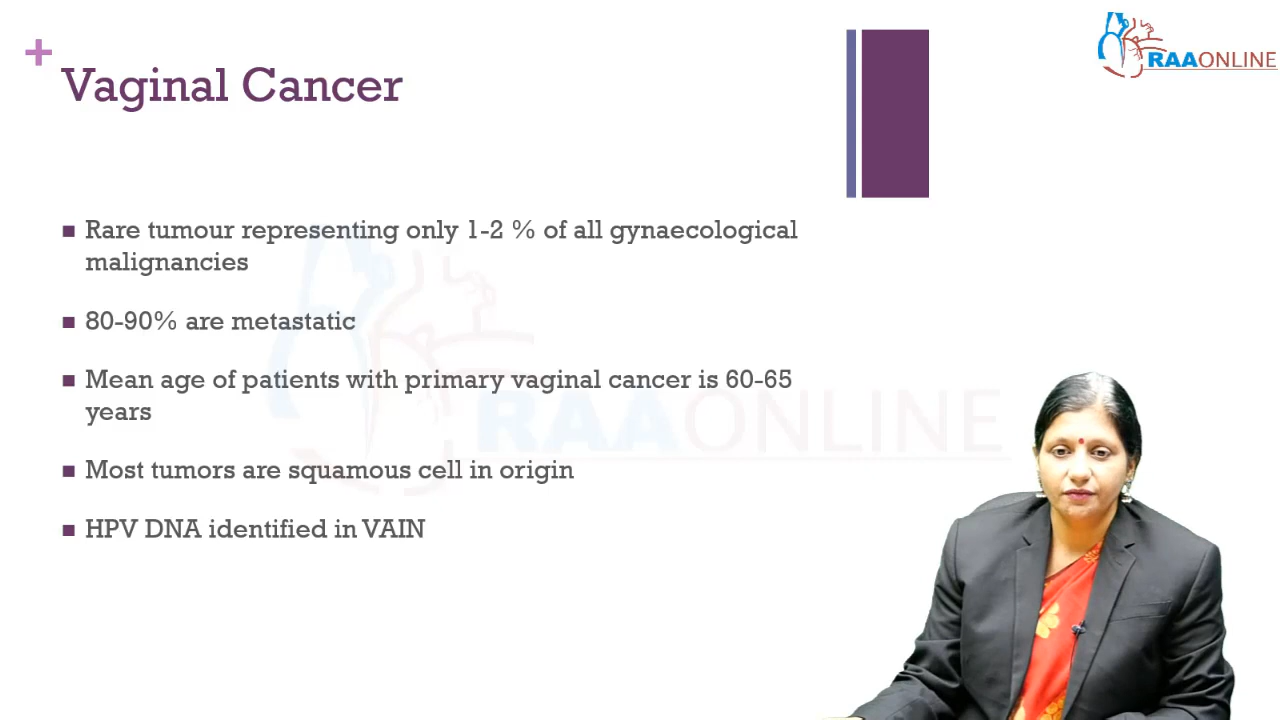 +
Vaginal Cancer
RAAONLINE
Rare tumour representing only 1-2 % of all gynaecological
malignancies
80-90% are metastatic
Mean age of patients with primary vaginal cancer is 60-65
years
RAAONLINE
Most tumors are squamous cell in origin
HPV DNA identified in VAIN